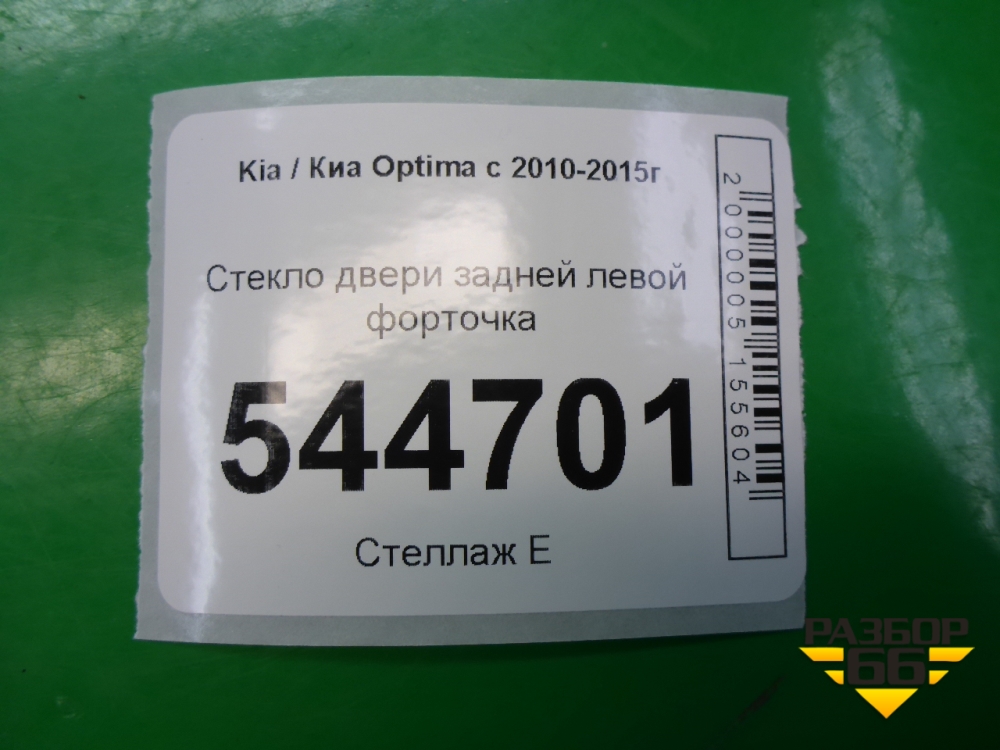 Kia / Киа Optima с 2010-2015г
Стекло двери задней левой
форточка
544701
Стеллаж Е
2000005155604
РАЗБОР
66